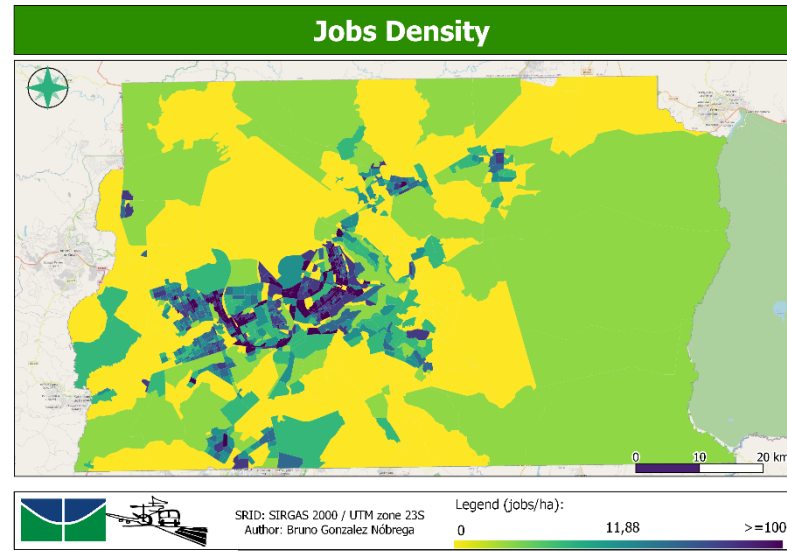 Jobs Density
0 10 20 km
SRID: SIRGAS 2000 / UTM zone 23S
Author: Bruno Gonzalez Nóbrega
Legend (jobs/ha):
0 11,88 >=100